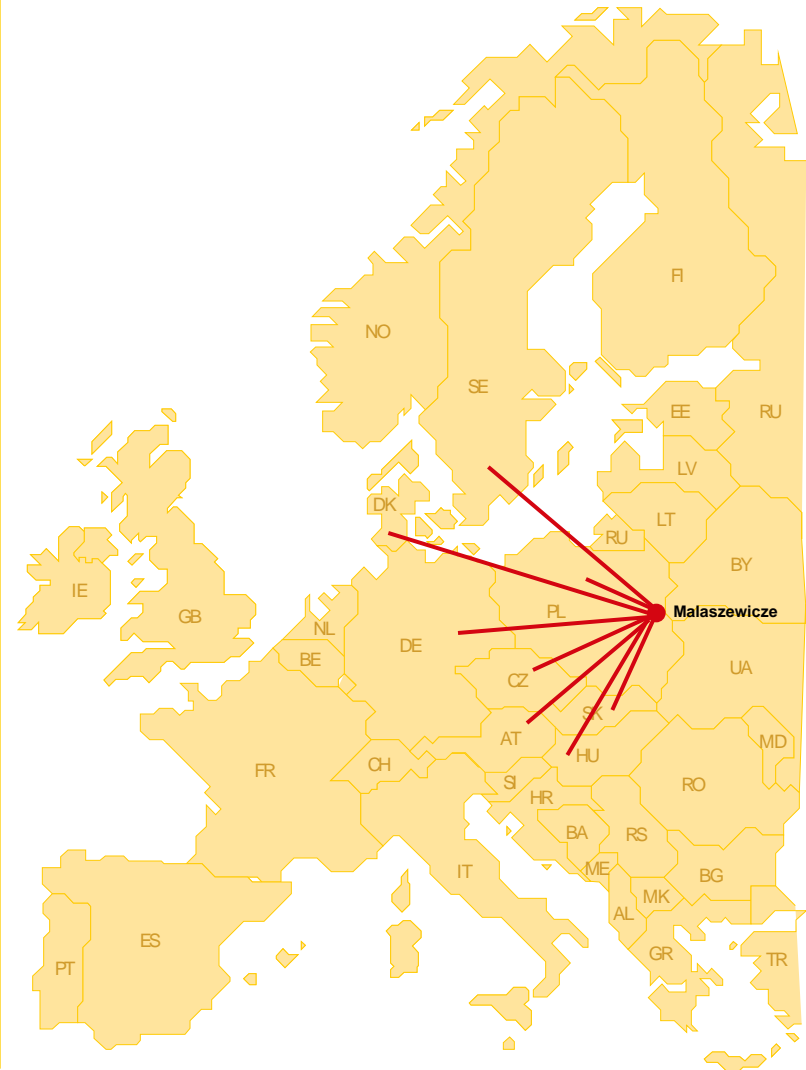 FI
NO
SE
EE
RU
LV
DK
LT
RU
BY
IE
GB
PL
Malaszewicze
NL
DE
BE
CZ
UA
SK
AT
MD
HU
CH
FR
SI
RO
HR
BA
RS
ME
IT
BG
MK
AL
ES
GR
TR
PT